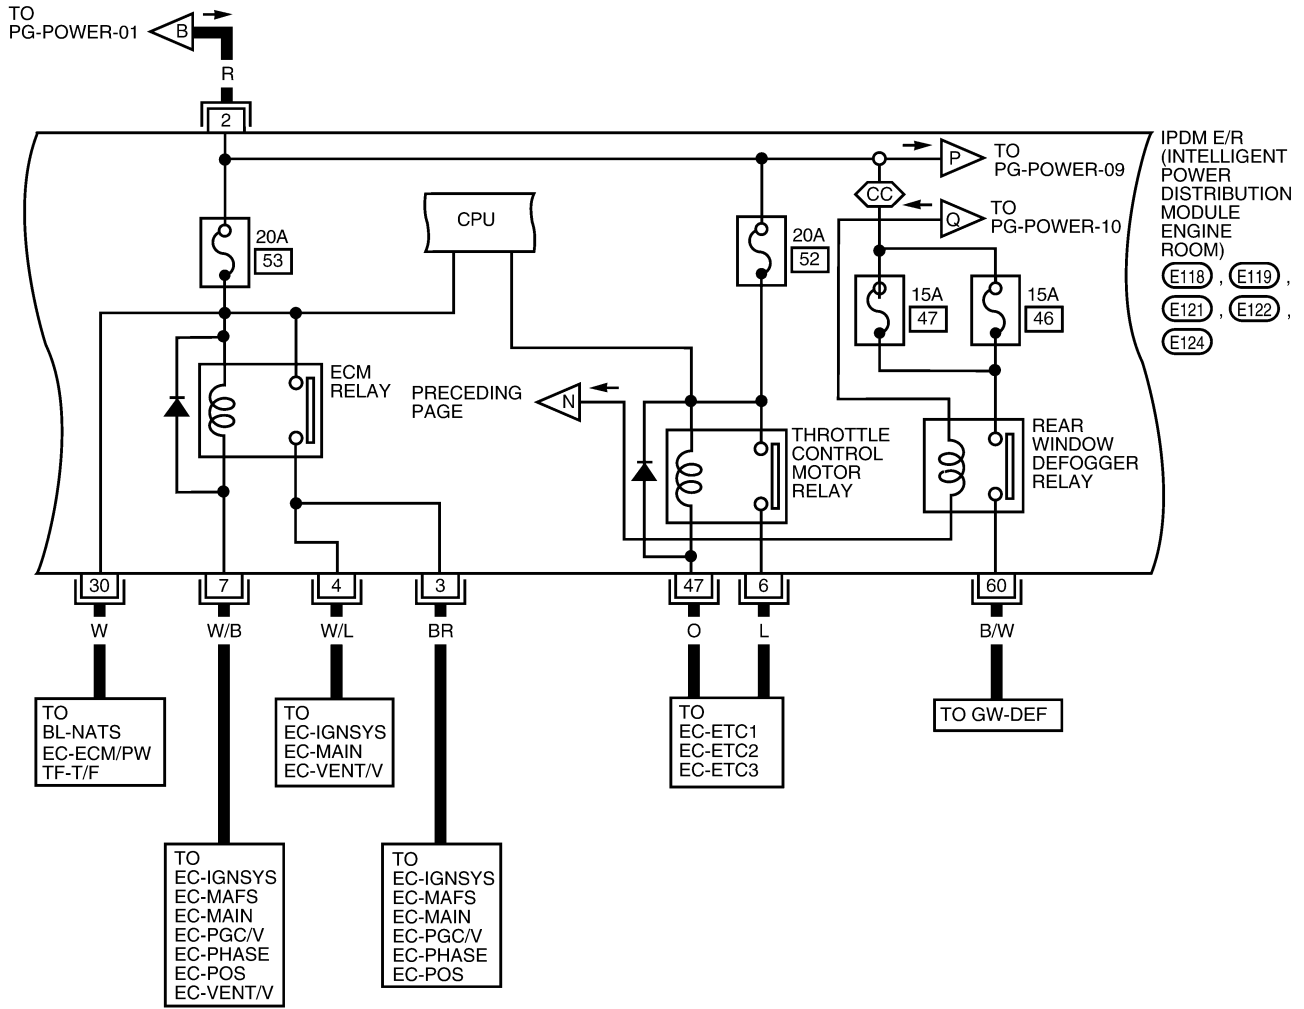 TO
PG-POWER-01
B
R
2
P
TO
PG-POWER-09
CC
Q
TO
PG-POWER-10
IPDM E/R
(INTELLIGENT
POWER
DISTRIBUTION
MODULE
ENGINE
ROOM)
E118 , E119 ,
E121 , E122 ,
E124
CPU
20A
53
20A
52
15A
47
15A
46
ECM
RELAY
PRECEDING
PAGE
N
THROTTLE
CONTROL
MOTOR
RELAY
REAR
WINDOW
DEFOGGER
RELAY
30
7
4
3
47
6
60
W
W/B
W/L
BR
O
L
B/W
TO
BL-NATS
EC-ECM/PW
TF-T/F
TO
EC-IGNSYS
EC-MAIN
EC-VENT/V
TO
EC-ETC1
EC-ETC2
EC-ETC3
TO GW-DEF
TO
EC-IGNSYS
EC-MAFS
EC-MAIN
EC-PGC/V
EC-PHASE
EC-POS
EC-VENT/V
TO
EC-IGNSYS
EC-MAFS
EC-MAIN
EC-PGC/V
EC-PHASE
EC-POS